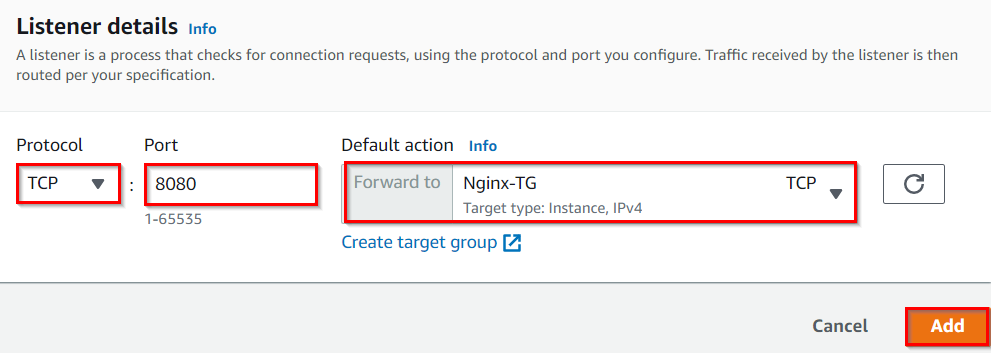 Listener details Info
A listener is a process that checks for connection requests, using the protocol and port you configure. Traffic received by the listener is then
routed per your specification.
Protocol Port Default action Info
TCP : 8080 Forward to Nginx-TG TCP
Target type: Instance, IPv4
1-65535
Create target group
Cancel Add